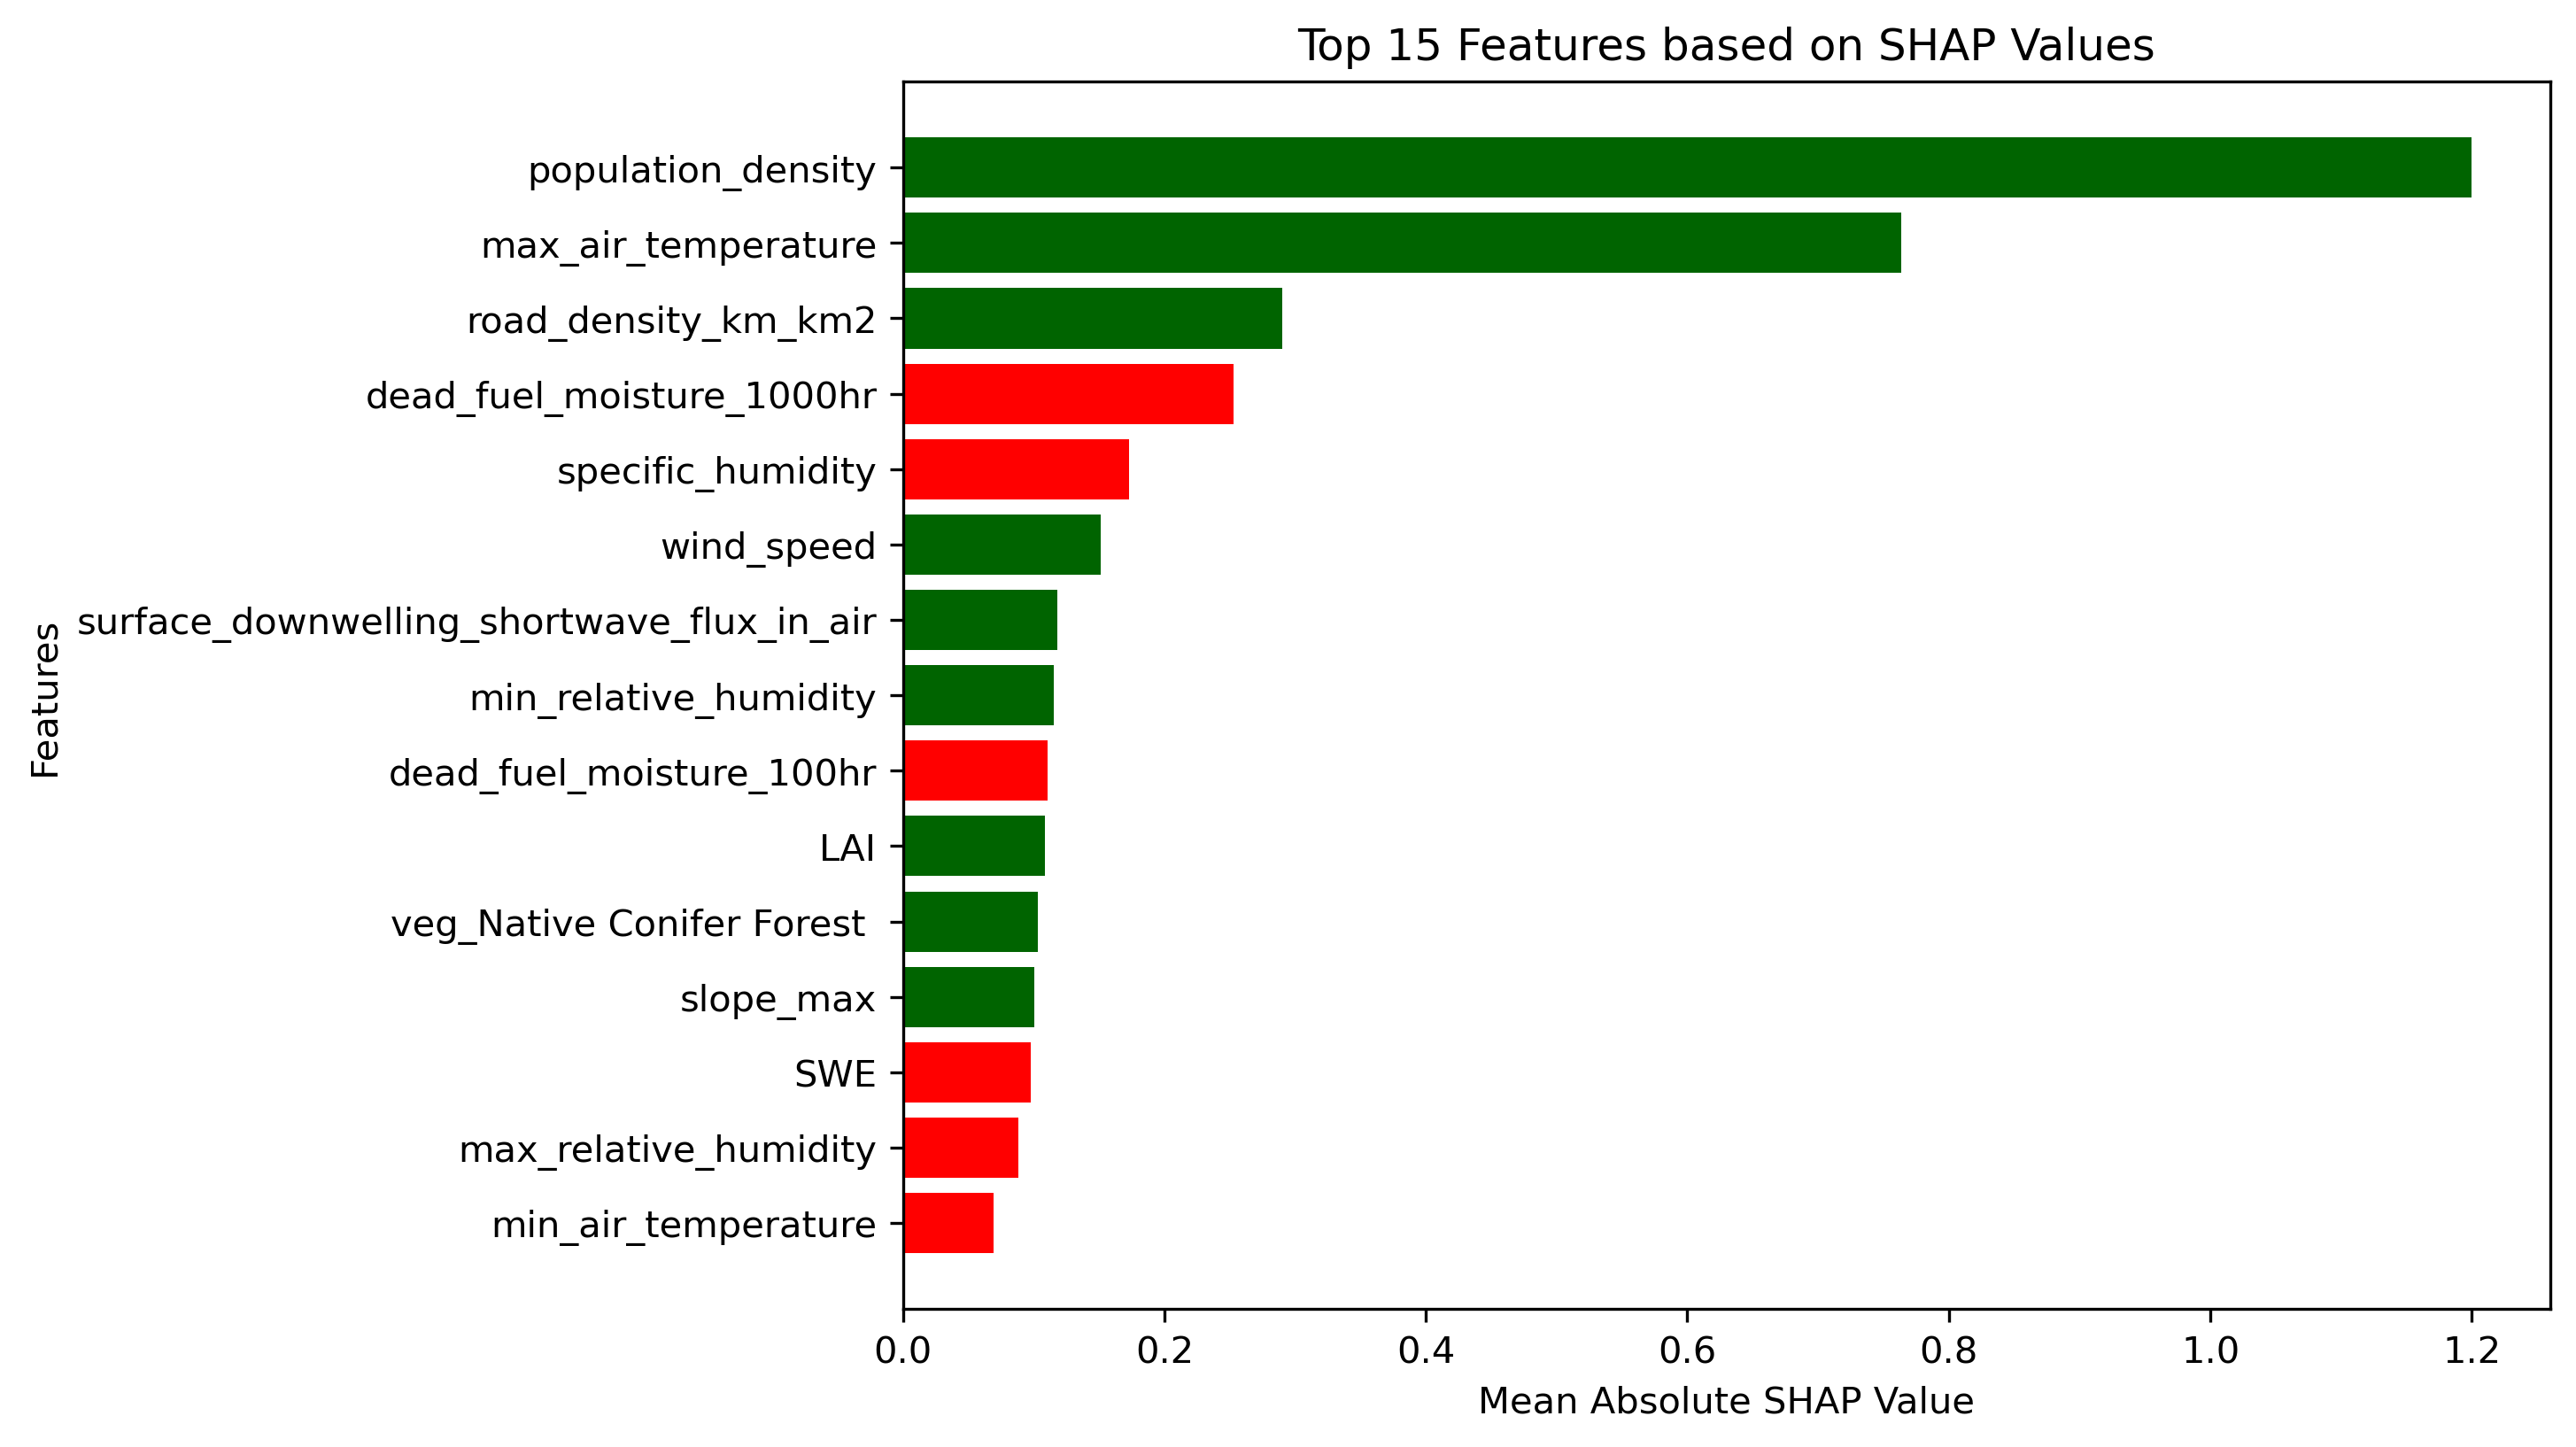 Top 15 Features based on SHAP Values
Features
population_density
max_air_temperature
road_density_km_km2
dead_fuel_moisture_1000hr
specific_humidity
wind_speed
surface_downwelling_shortwave_flux_in_air
min_relative_humidity
dead_fuel_moisture_100hr
LAI
veg_Native Conifer Forest
slope_max
SWE
max_relative_humidity
min_air_temperature
0.0 0.2 0.4 0.6 0.8 1.0 1.2
Mean Absolute SHAP Value